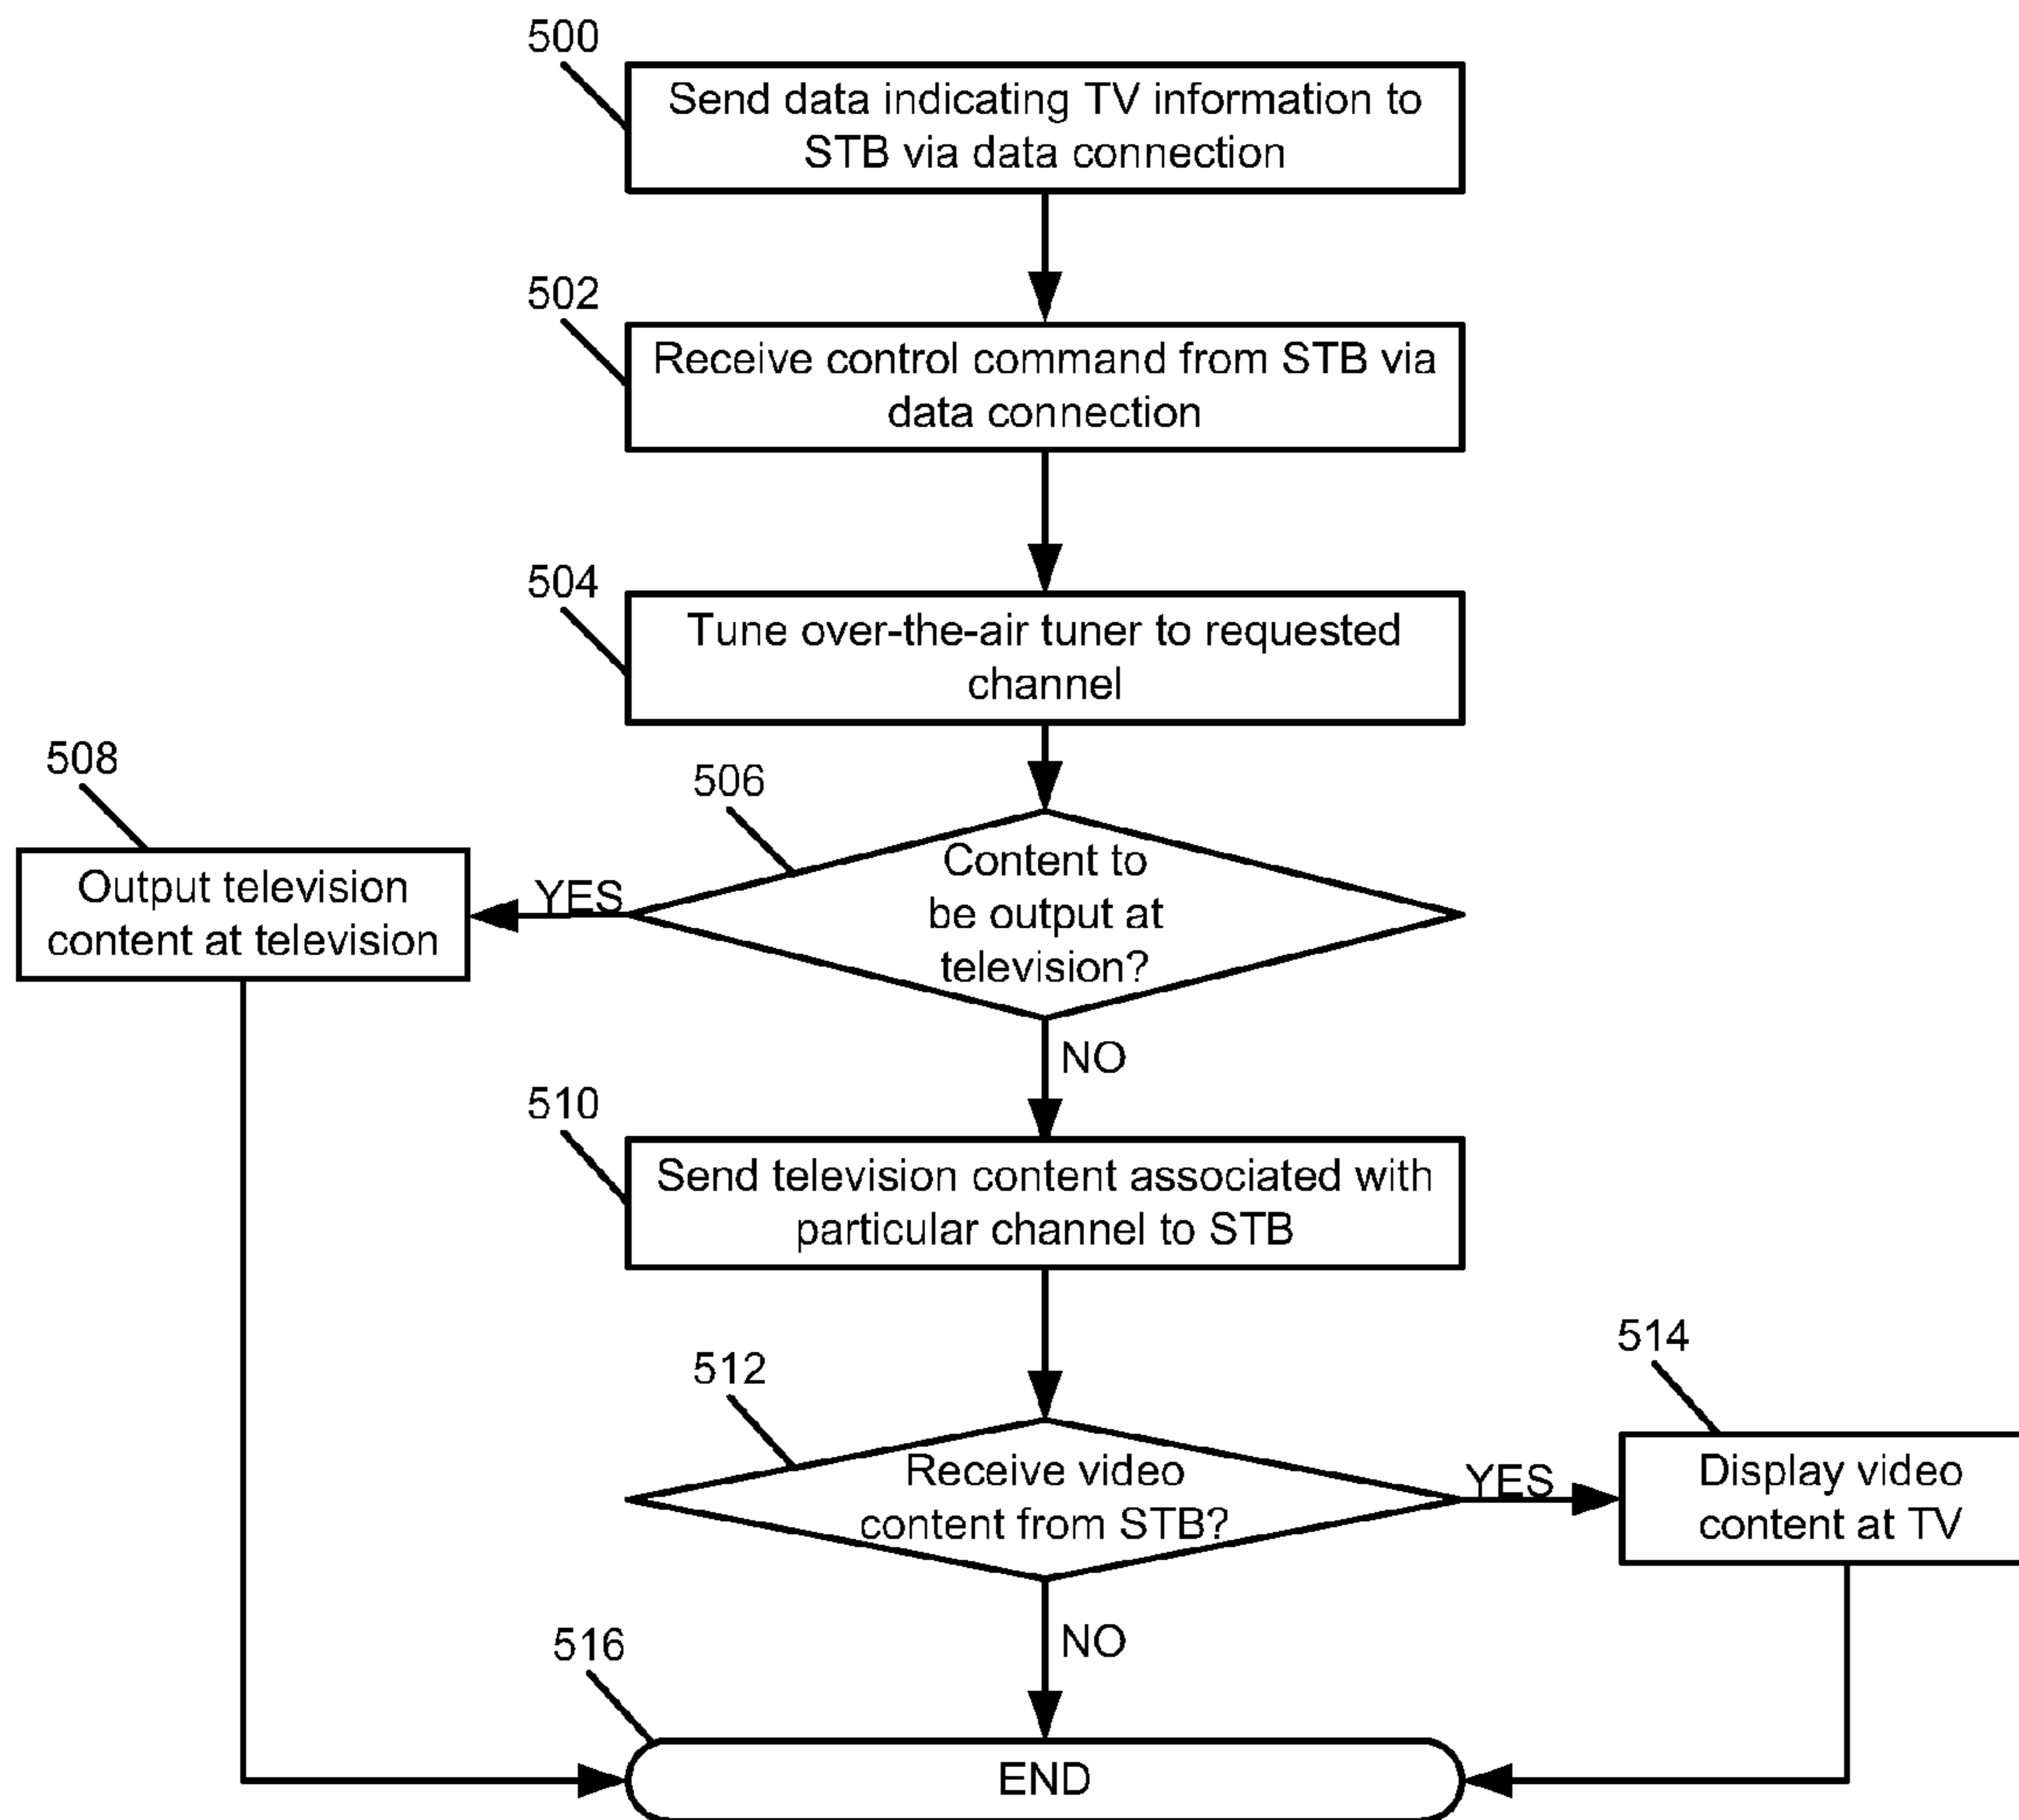 500
Send data indicating TV information to
STB via data connection
502
Receive control command from STB via
data connection
504
Tune over-the-air tuner to requested
channel
506
Content to
be output at
television?
YES
508
Output television
content at television
NO
510
Send television content associated with
particular channel to STB
512
Receive video
content from STB?
YES
514
Display video
content at TV
NO
516
END